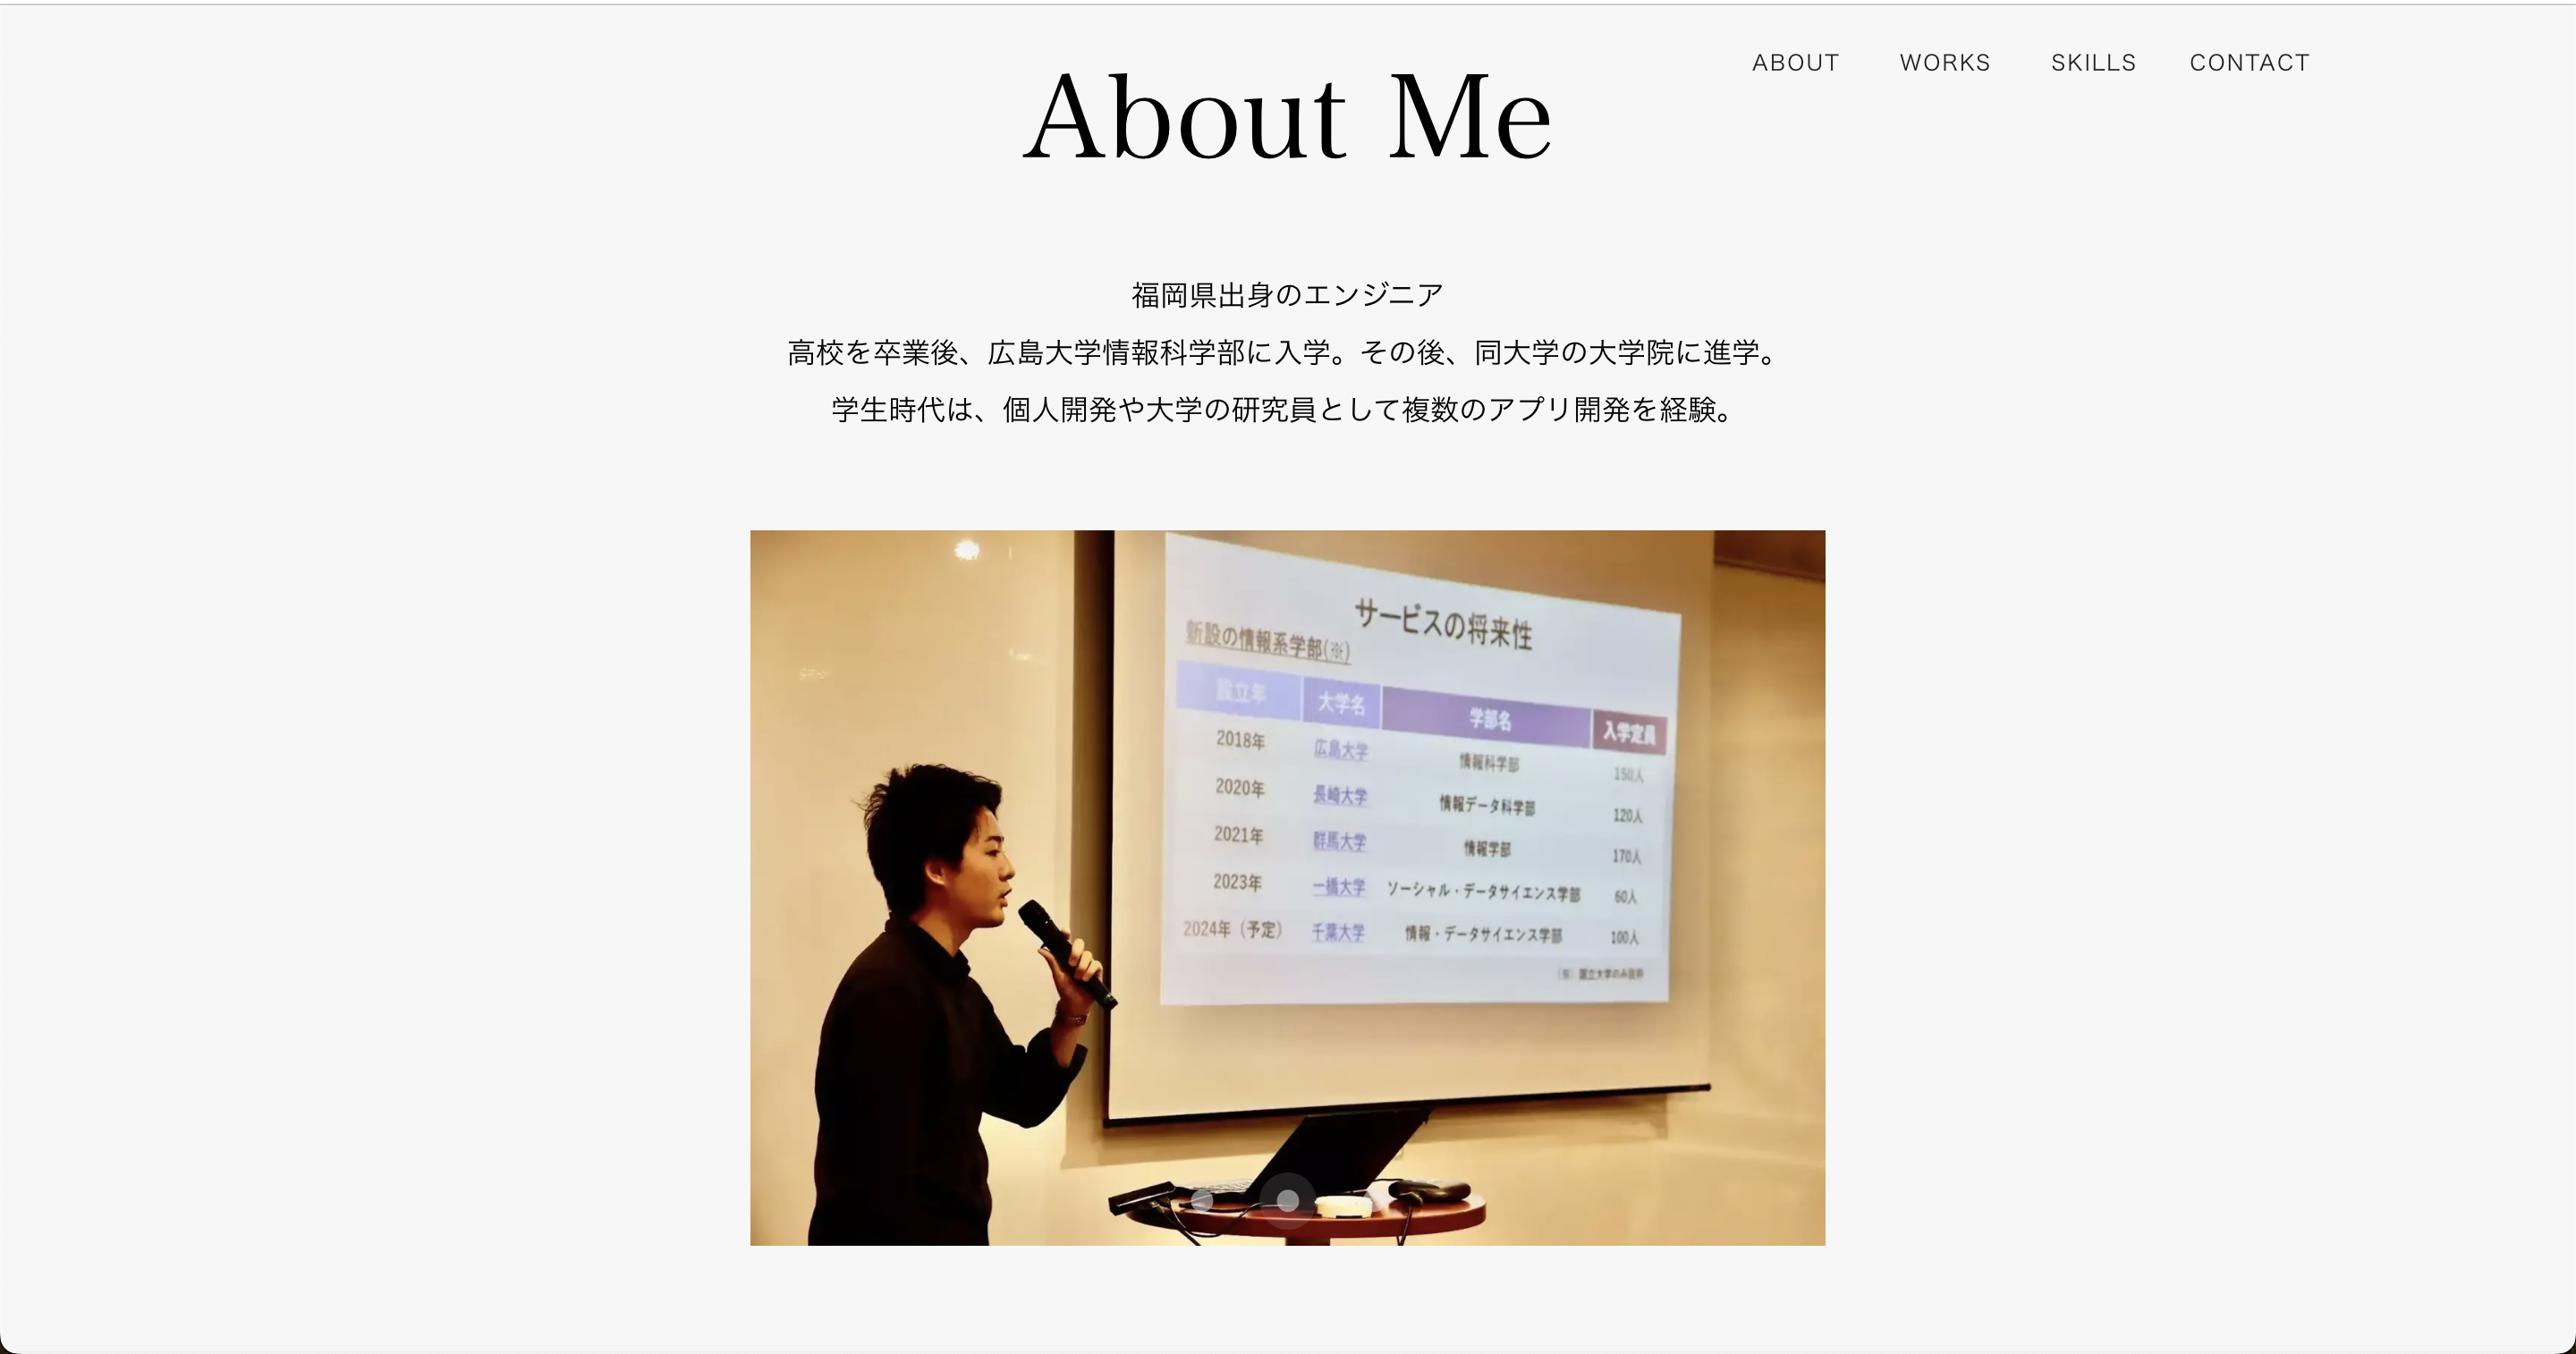 ABOUT WORKS SKILLS CONTACT
About Me
福岡県出身のエンジニア
高校を卒業後、広島大学情報科学部に入学。その後、同大学の大学院に進学。
学生時代は、個人開発や大学の研究員として複数のアプリ開発を経験。
サービスの将来性
新設の情報系学部(※)
設立年 大学名 学部名 入学定員
2018年 広島大学 情報科学部 150人
2020年 長崎大学 情報データ科学部 120人
2021年 群馬大学 情報学部 170人
2023年 一橋大学 ソーシャル・データサイエンス学部 60人
2024年（予定） 千葉大学 情報・データサイエンス学部 100人
（※）国立大学のみ抜粋